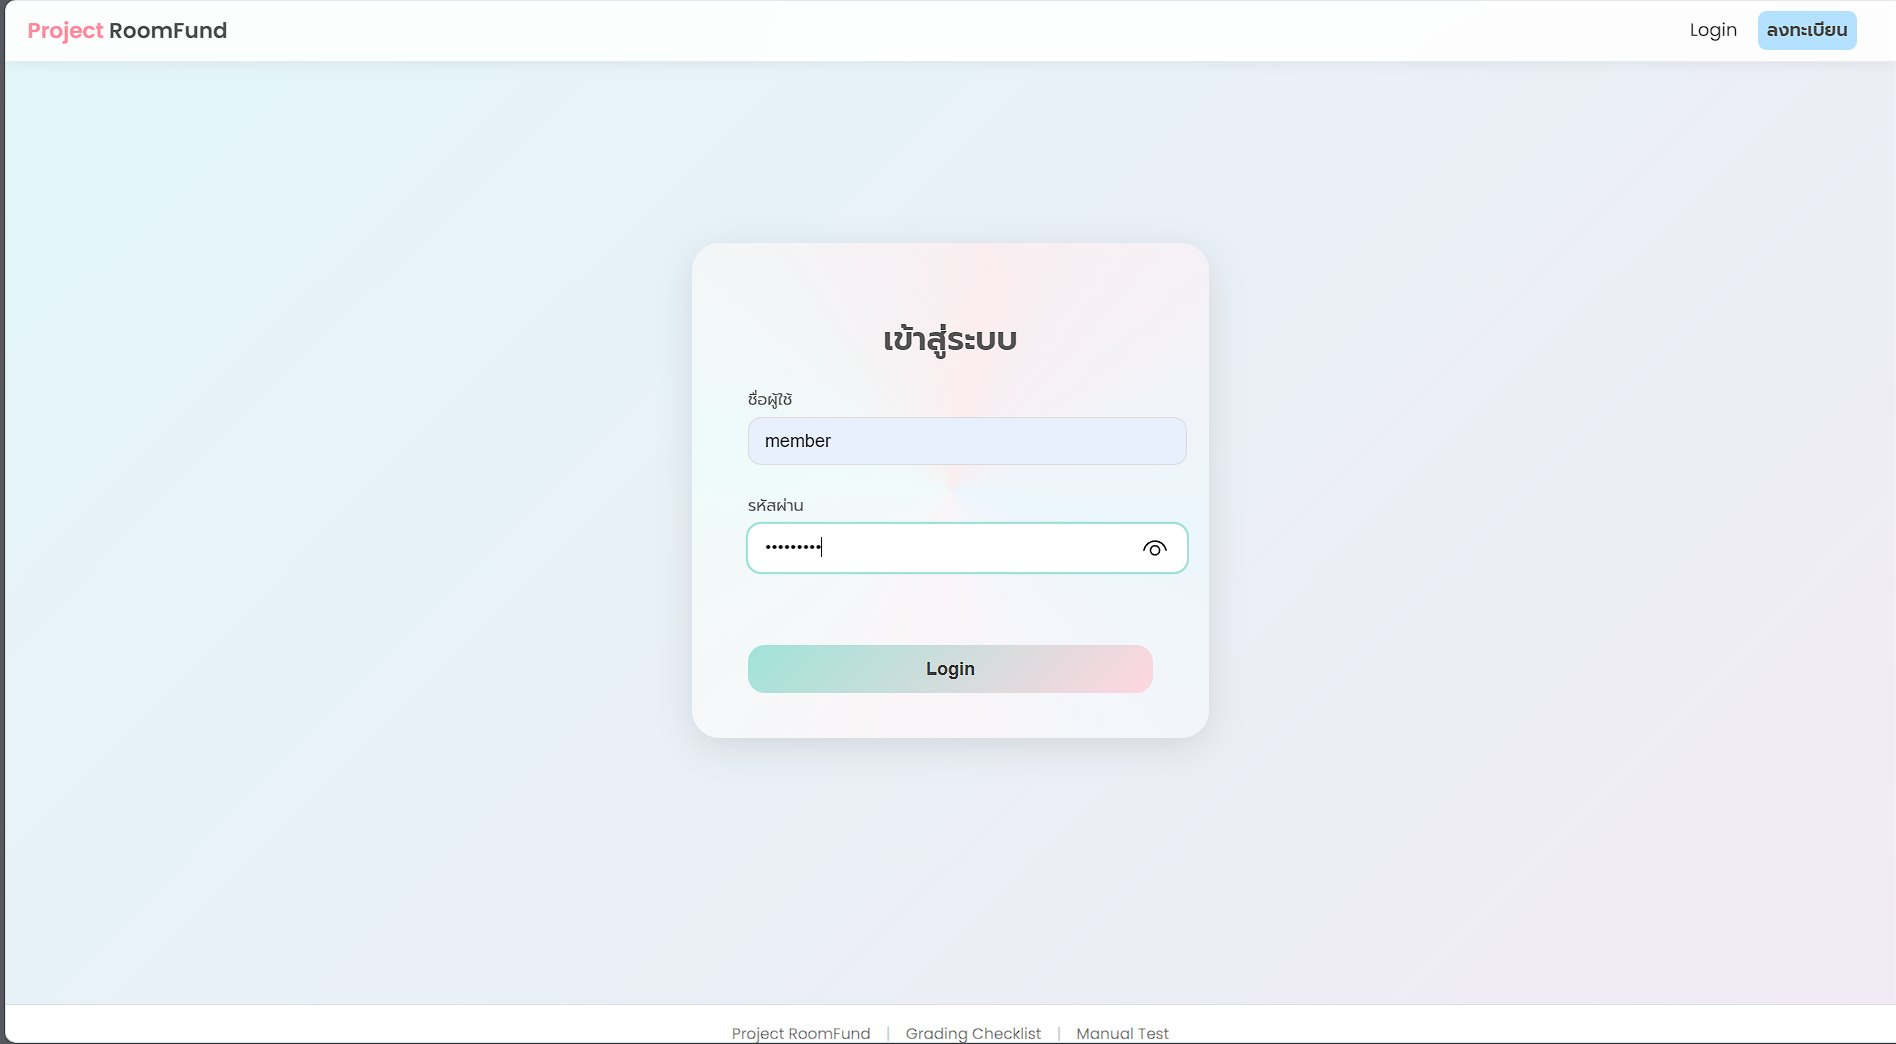 Project RoomFund
Login
ลงทะเบียน
เข้าสู่ระบบ
ชื่อผู้ใช้
member
รหัสผ่าน
•••••••••
Login
Project RoomFund | Grading Checklist | Manual Test